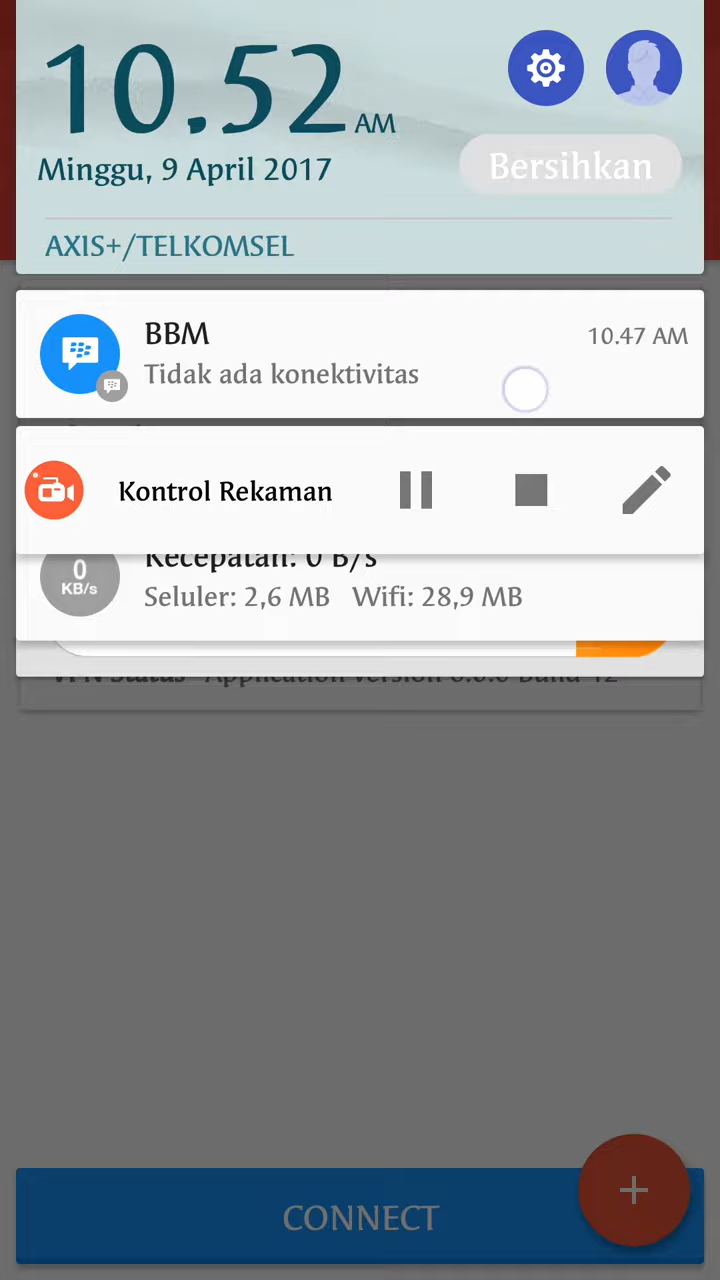 10.52 AM
Minggu, 9 April 2017
Bersihkan
AXIS+/TELKOMSEL
BBM
10.47 AM
Tidak ada konektivitas
Kontrol Rekaman
0
KB/s
Kecepatan: 0 B/s
Seluler: 2,6 MB Wifi: 28,9 MB
CONNECT